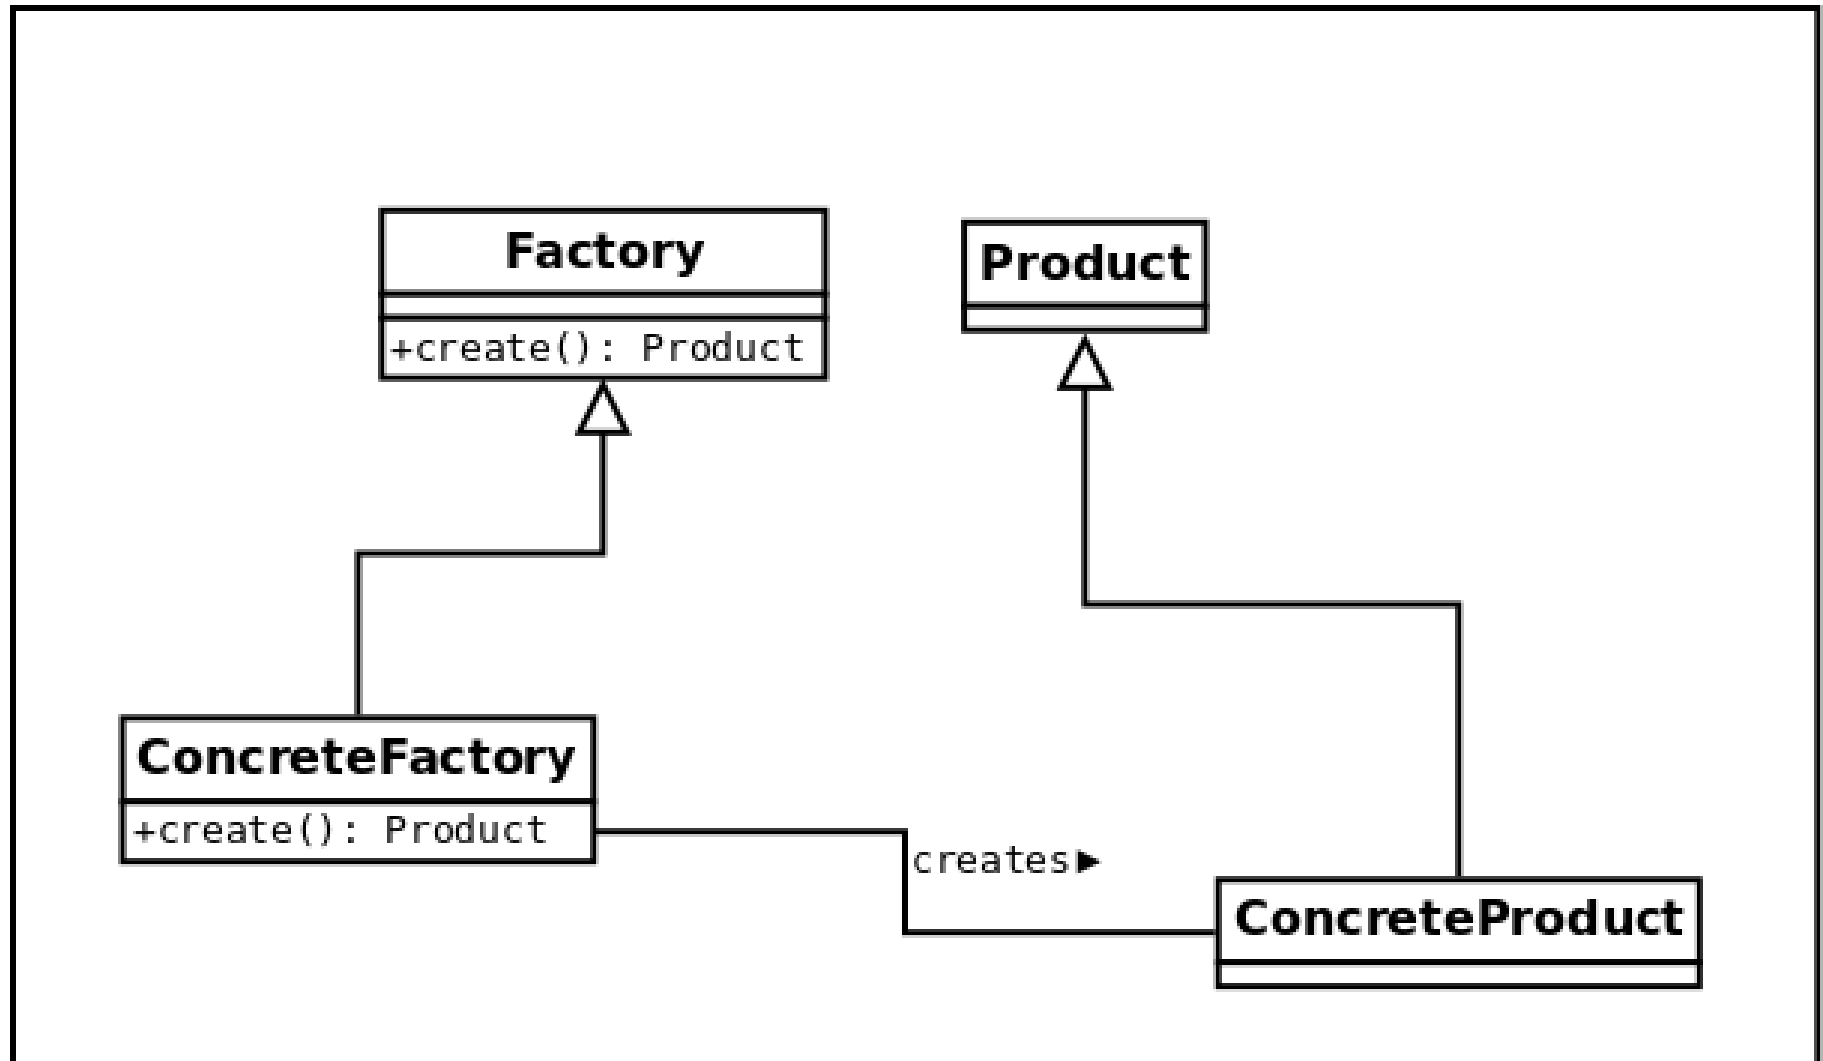 Factory
+create(): Product
Product
ConcreteFactory
+create(): Product
creates►
ConcreteProduct